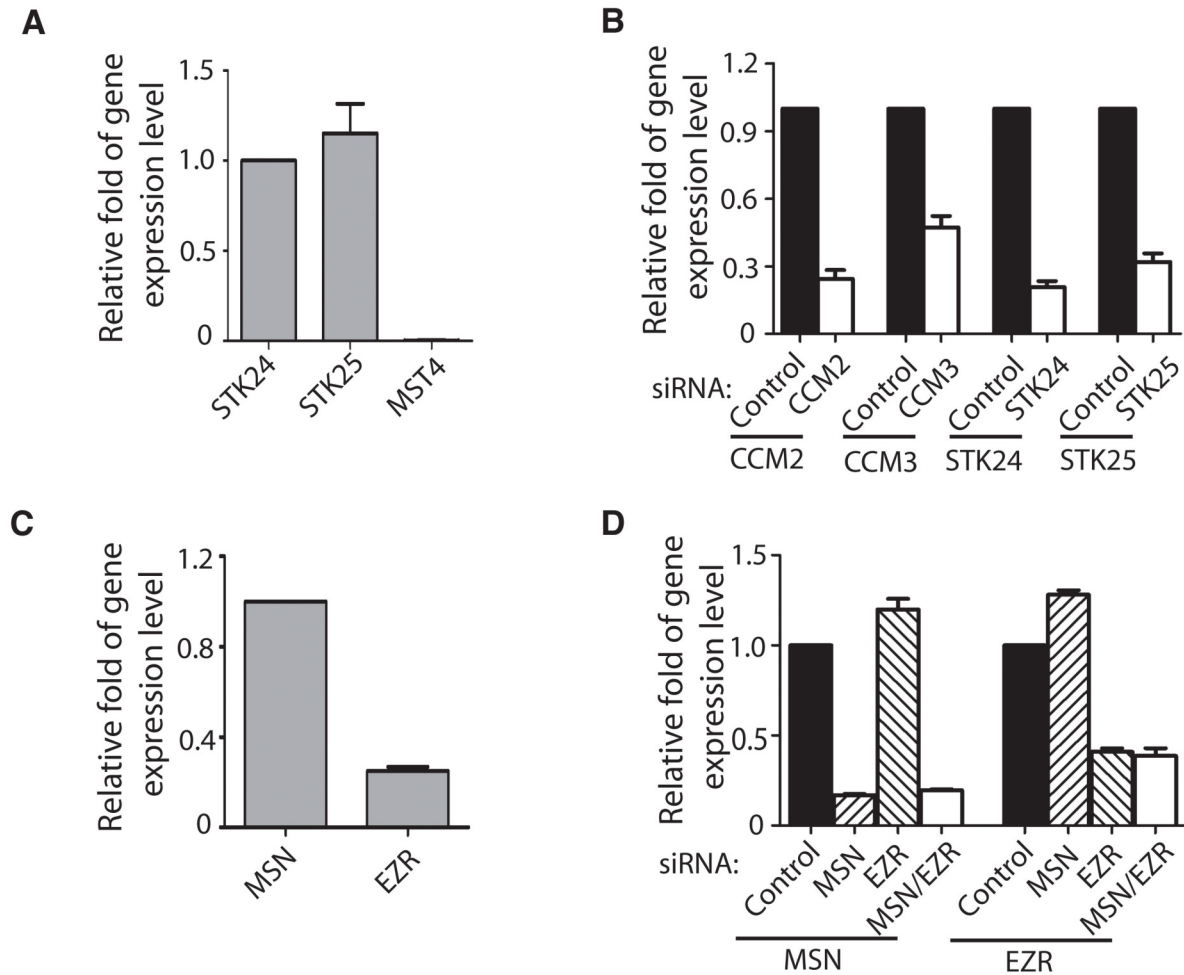 A
Relative fold of gene
expression level
1.5
1.0
0.5
0
STK24
STK25
MST4
B
Relative fold of gene
expression level
1.2
0.9
0.6
0.3
0
siRNA:
Control
CCM2
Control
CCM3
Control
STK24
Control
STK25
CCM2
CCM3
STK24
STK25
C
Relative fold of gene
expression level
1.2
0.8
0.4
0
MSN
EZR
D
Relative fold of gene
expression level
1.5
1.0
0.5
0
siRNA:
Control
MSN
EZR
MSN/EZR
Control
MSN
EZR
MSN/EZR
MSN
EZR